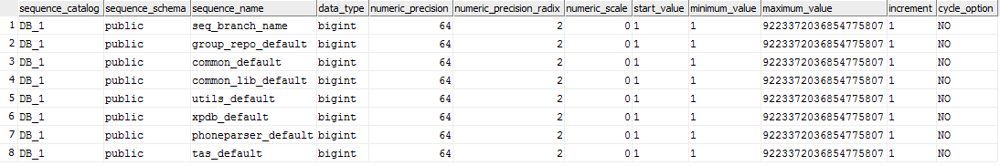 sequence_catalog sequence_schema sequence_name data_type numeric_precision numeric_precision_radix numeric_scale start_value minimum_value maximum_value increment cycle_option
1 DB_1 public seq_branch_name bigint 64 2 0 1 1 9223372036854775807 1 NO
2 DB_1 public group_repo_default bigint 64 2 0 1 1 9223372036854775807 1 NO
3 DB_1 public common_default bigint 64 2 0 1 1 9223372036854775807 1 NO
4 DB_1 public common_lib_default bigint 64 2 0 1 1 9223372036854775807 1 NO
5 DB_1 public utils_default bigint 64 2 0 1 1 9223372036854775807 1 NO
6 DB_1 public xpdb_default bigint 64 2 0 1 1 9223372036854775807 1 NO
7 DB_1 public phoneparser_default bigint 64 2 0 1 1 9223372036854775807 1 NO
8 DB_1 public tas_default bigint 64 2 0 1 1 9223372036854775807 1 NO